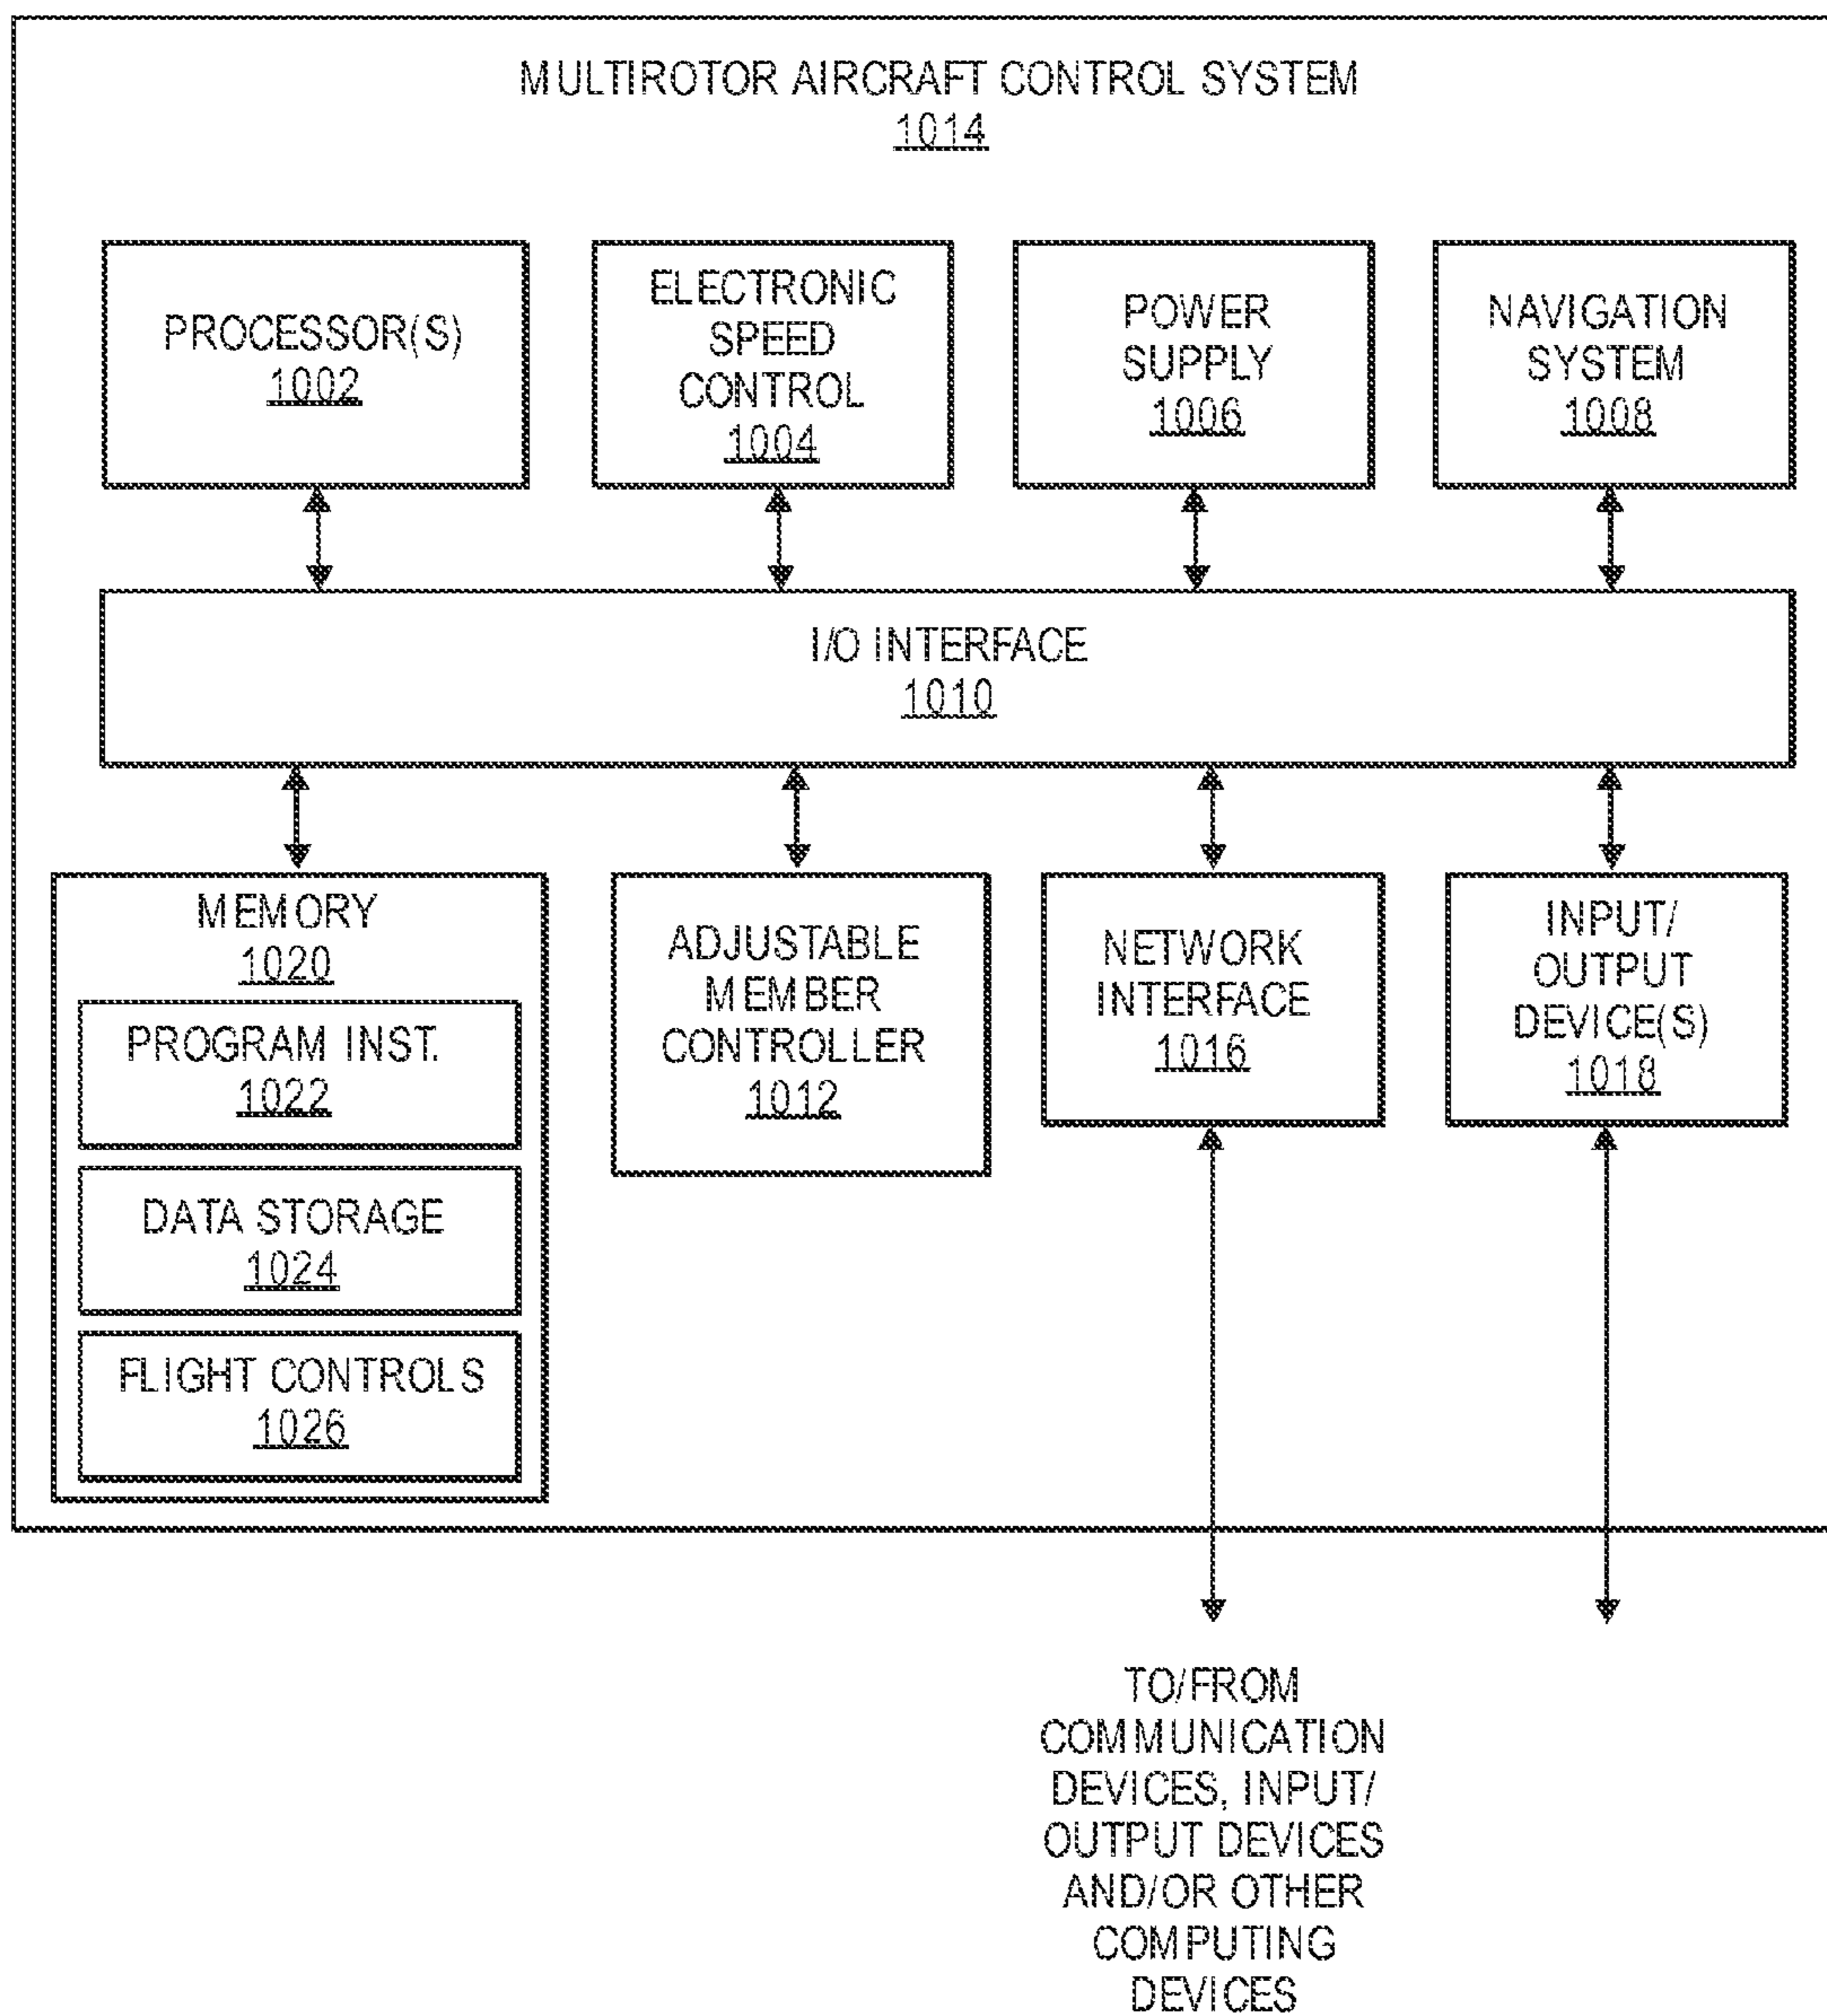 MULTIROTOR AIRCRAFT CONTROL SYSTEM
1014
PROCESSOR(S)
1002
ELECTRONIC
SPEED
CONTROL
1004
POWER
SUPPLY
1006
NAVIGATION
SYSTEM
1008
I/O INTERFACE
1010
MEMORY
1020
PROGRAM INST.
1022
DATA STORAGE
1024
FLIGHT CONTROLS
1026
ADJUSTABLE
MEMBER
CONTROLLER
1012
NETWORK
INTERFACE
1016
INPUT/
OUTPUT
DEVICE(S)
1018
TO/FROM
COMMUNICATION
DEVICES, INPUT/
OUTPUT DEVICES
AND/OR OTHER
COMPUTING
DEVICES